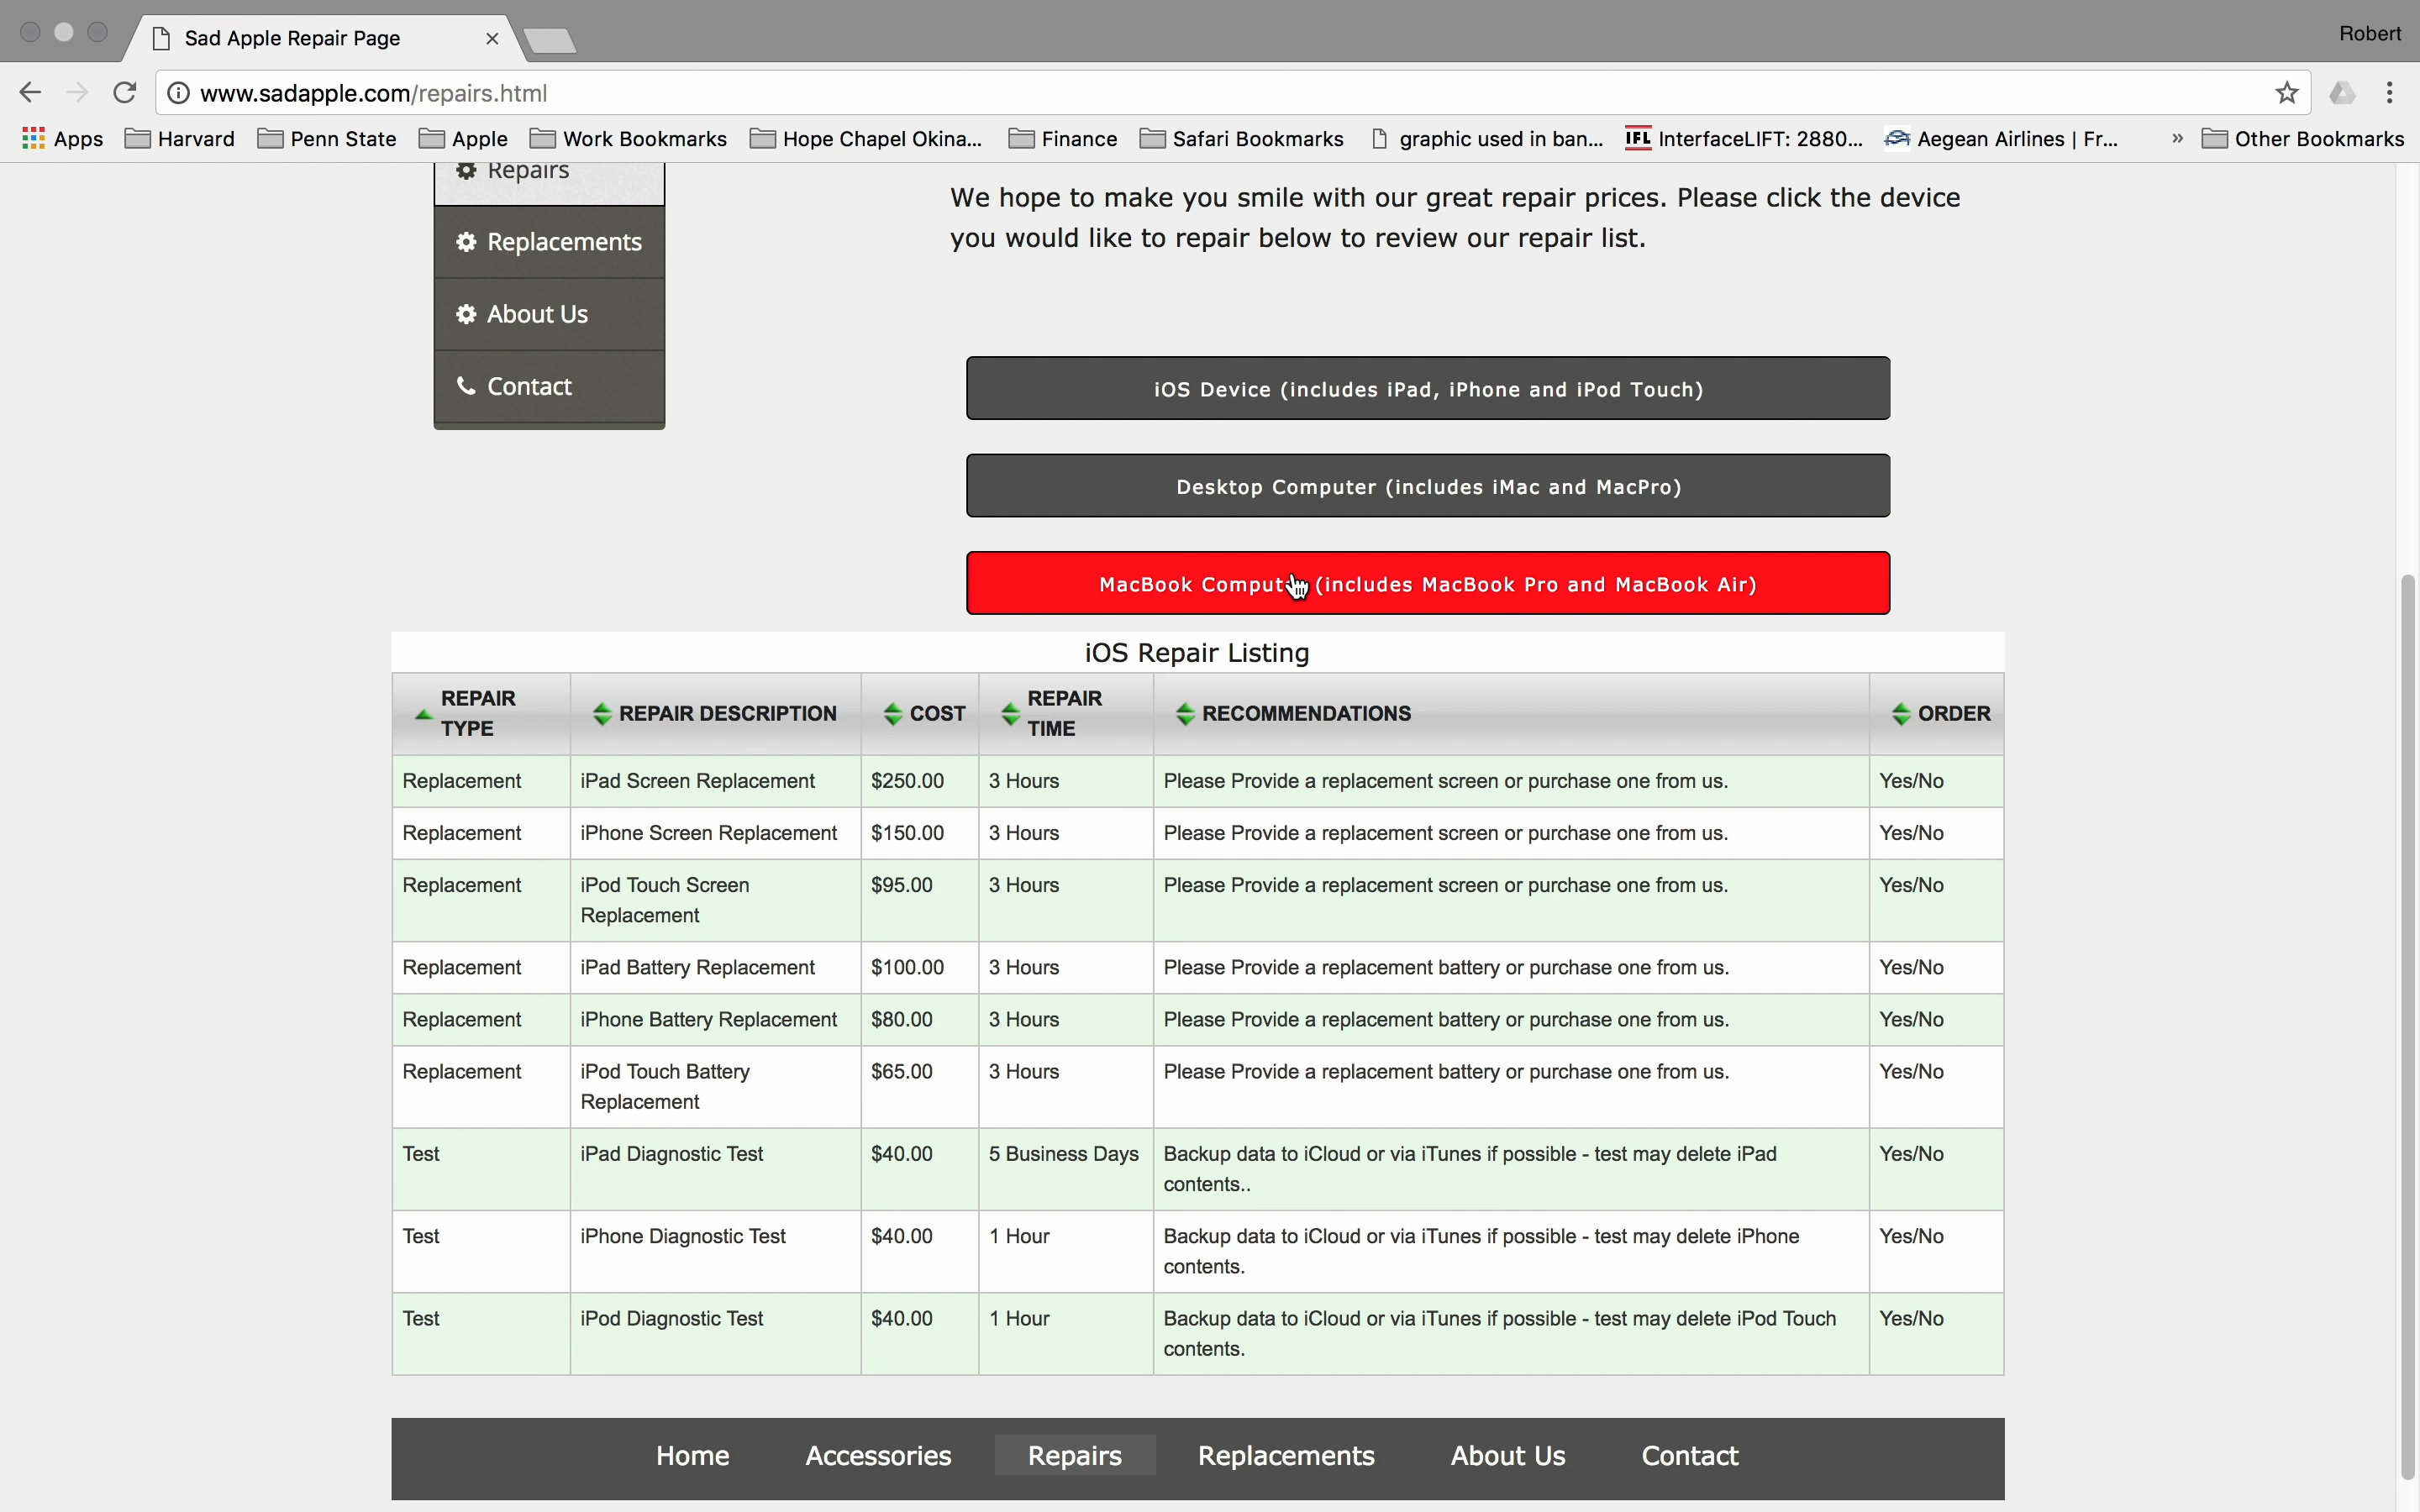 Sad Apple Repair Page
Robert
www.sadapple.com/repairs.html
Apps Harvard Penn State Apple Work Bookmarks Hope Chapel Okina... Finance Safari Bookmarks graphic used in ban... IFL InterfaceLIFT: 2880... Aegean Airlines | Fr... » Other Bookmarks
Repairs
Replacements
About Us
Contact
We hope to make you smile with our great repair prices. Please click the device
you would like to repair below to review our repair list.
iOS Device (includes iPad, iPhone and iPod Touch)
Desktop Computer (includes iMac and MacPro)
MacBook Computer (includes MacBook Pro and MacBook Air)
iOS Repair Listing
REPAIR TYPE REPAIR DESCRIPTION COST REPAIR TIME RECOMMENDATIONS ORDER
Replacement iPad Screen Replacement $250.00 3 Hours Please Provide a replacement screen or purchase one from us. Yes/No
Replacement iPhone Screen Replacement $150.00 3 Hours Please Provide a replacement screen or purchase one from us. Yes/No
Replacement iPod Touch Screen $95.00 3 Hours Please Provide a replacement screen or purchase one from us. Yes/No
Replacement
Replacement iPad Battery Replacement $100.00 3 Hours Please Provide a replacement battery or purchase one from us. Yes/No
Replacement iPhone Battery Replacement $80.00 3 Hours Please Provide a replacement battery or purchase one from us. Yes/No
Replacement iPod Touch Battery $65.00 3 Hours Please Provide a replacement battery or purchase one from us. Yes/No
Replacement
Test iPad Diagnostic Test $40.00 5 Business Days Backup data to iCloud or via iTunes if possible - test may delete iPad Yes/No
contents..
Test iPhone Diagnostic Test $40.00 1 Hour Backup data to iCloud or via iTunes if possible - test may delete iPhone Yes/No
contents.
Test iPod Diagnostic Test $40.00 1 Hour Backup data to iCloud or via iTunes if possible - test may delete iPod Touch Yes/No
contents.
Home Accessories Repairs Replacements About Us Contact